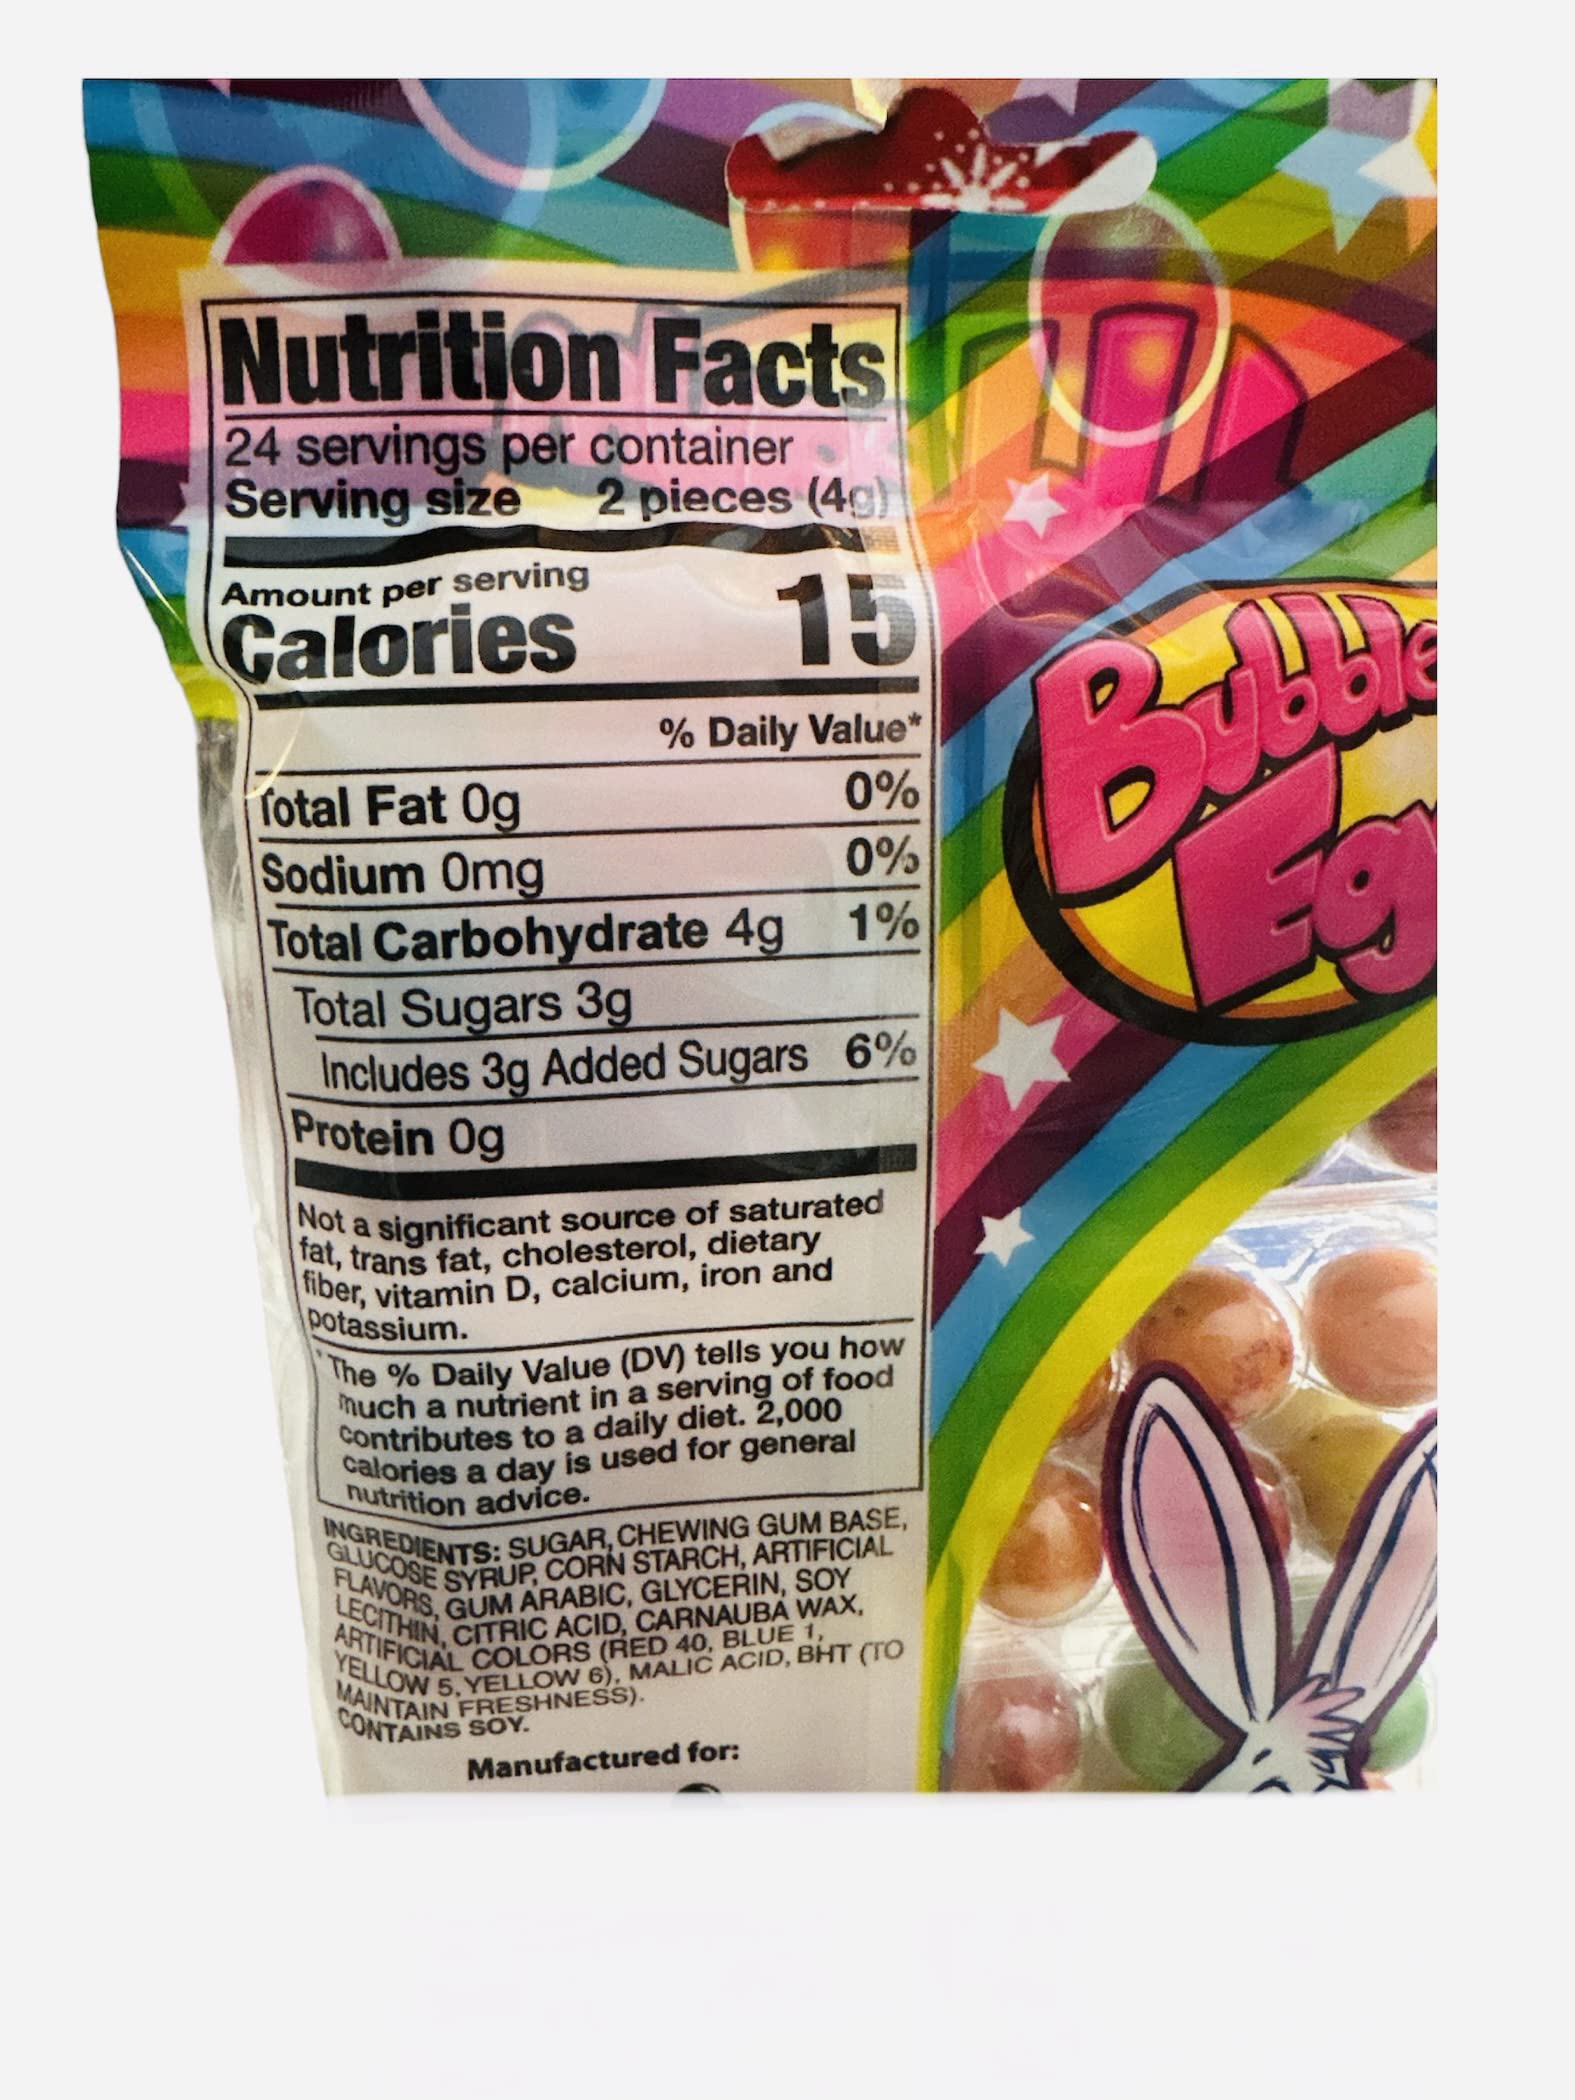 Nutrition Facts
24 servings per container
Serving size 2 pieces (4g)
Amount per serving
Calories 15
% Daily Value*
Total Fat 0g 0%
Sodium 0mg 0%
Total Carbohydrate 4g 1%
Total Sugars 3g
Includes 3g Added Sugars 6%
Protein 0g
Not a significant source of saturated
fat, trans fat, cholesterol, dietary
fiber, vitamin D, calcium, iron and
potassium.
*The % Daily Value (DV) tells you how
much a nutrient in a serving of food
contributes to a daily diet. 2,000
calories a day is used for general
nutrition advice.
INGREDIENTS: SUGAR, CHEWING GUM BASE,
GLUCOSE SYRUP, CORN STARCH, ARTIFICIAL
FLAVORS, GUM ARABIC, GLYCERIN, SOY
LECITHIN, CITRIC ACID, CARNAUBA WAX,
ARTIFICIAL COLORS (RED 40, BLUE 1,
YELLOW 5, YELLOW 6), MALIC ACID, BHT (TO
MAINTAIN FRESHNESS).
CONTAINS SOY.
Manufactured for:
Bubble
Eg